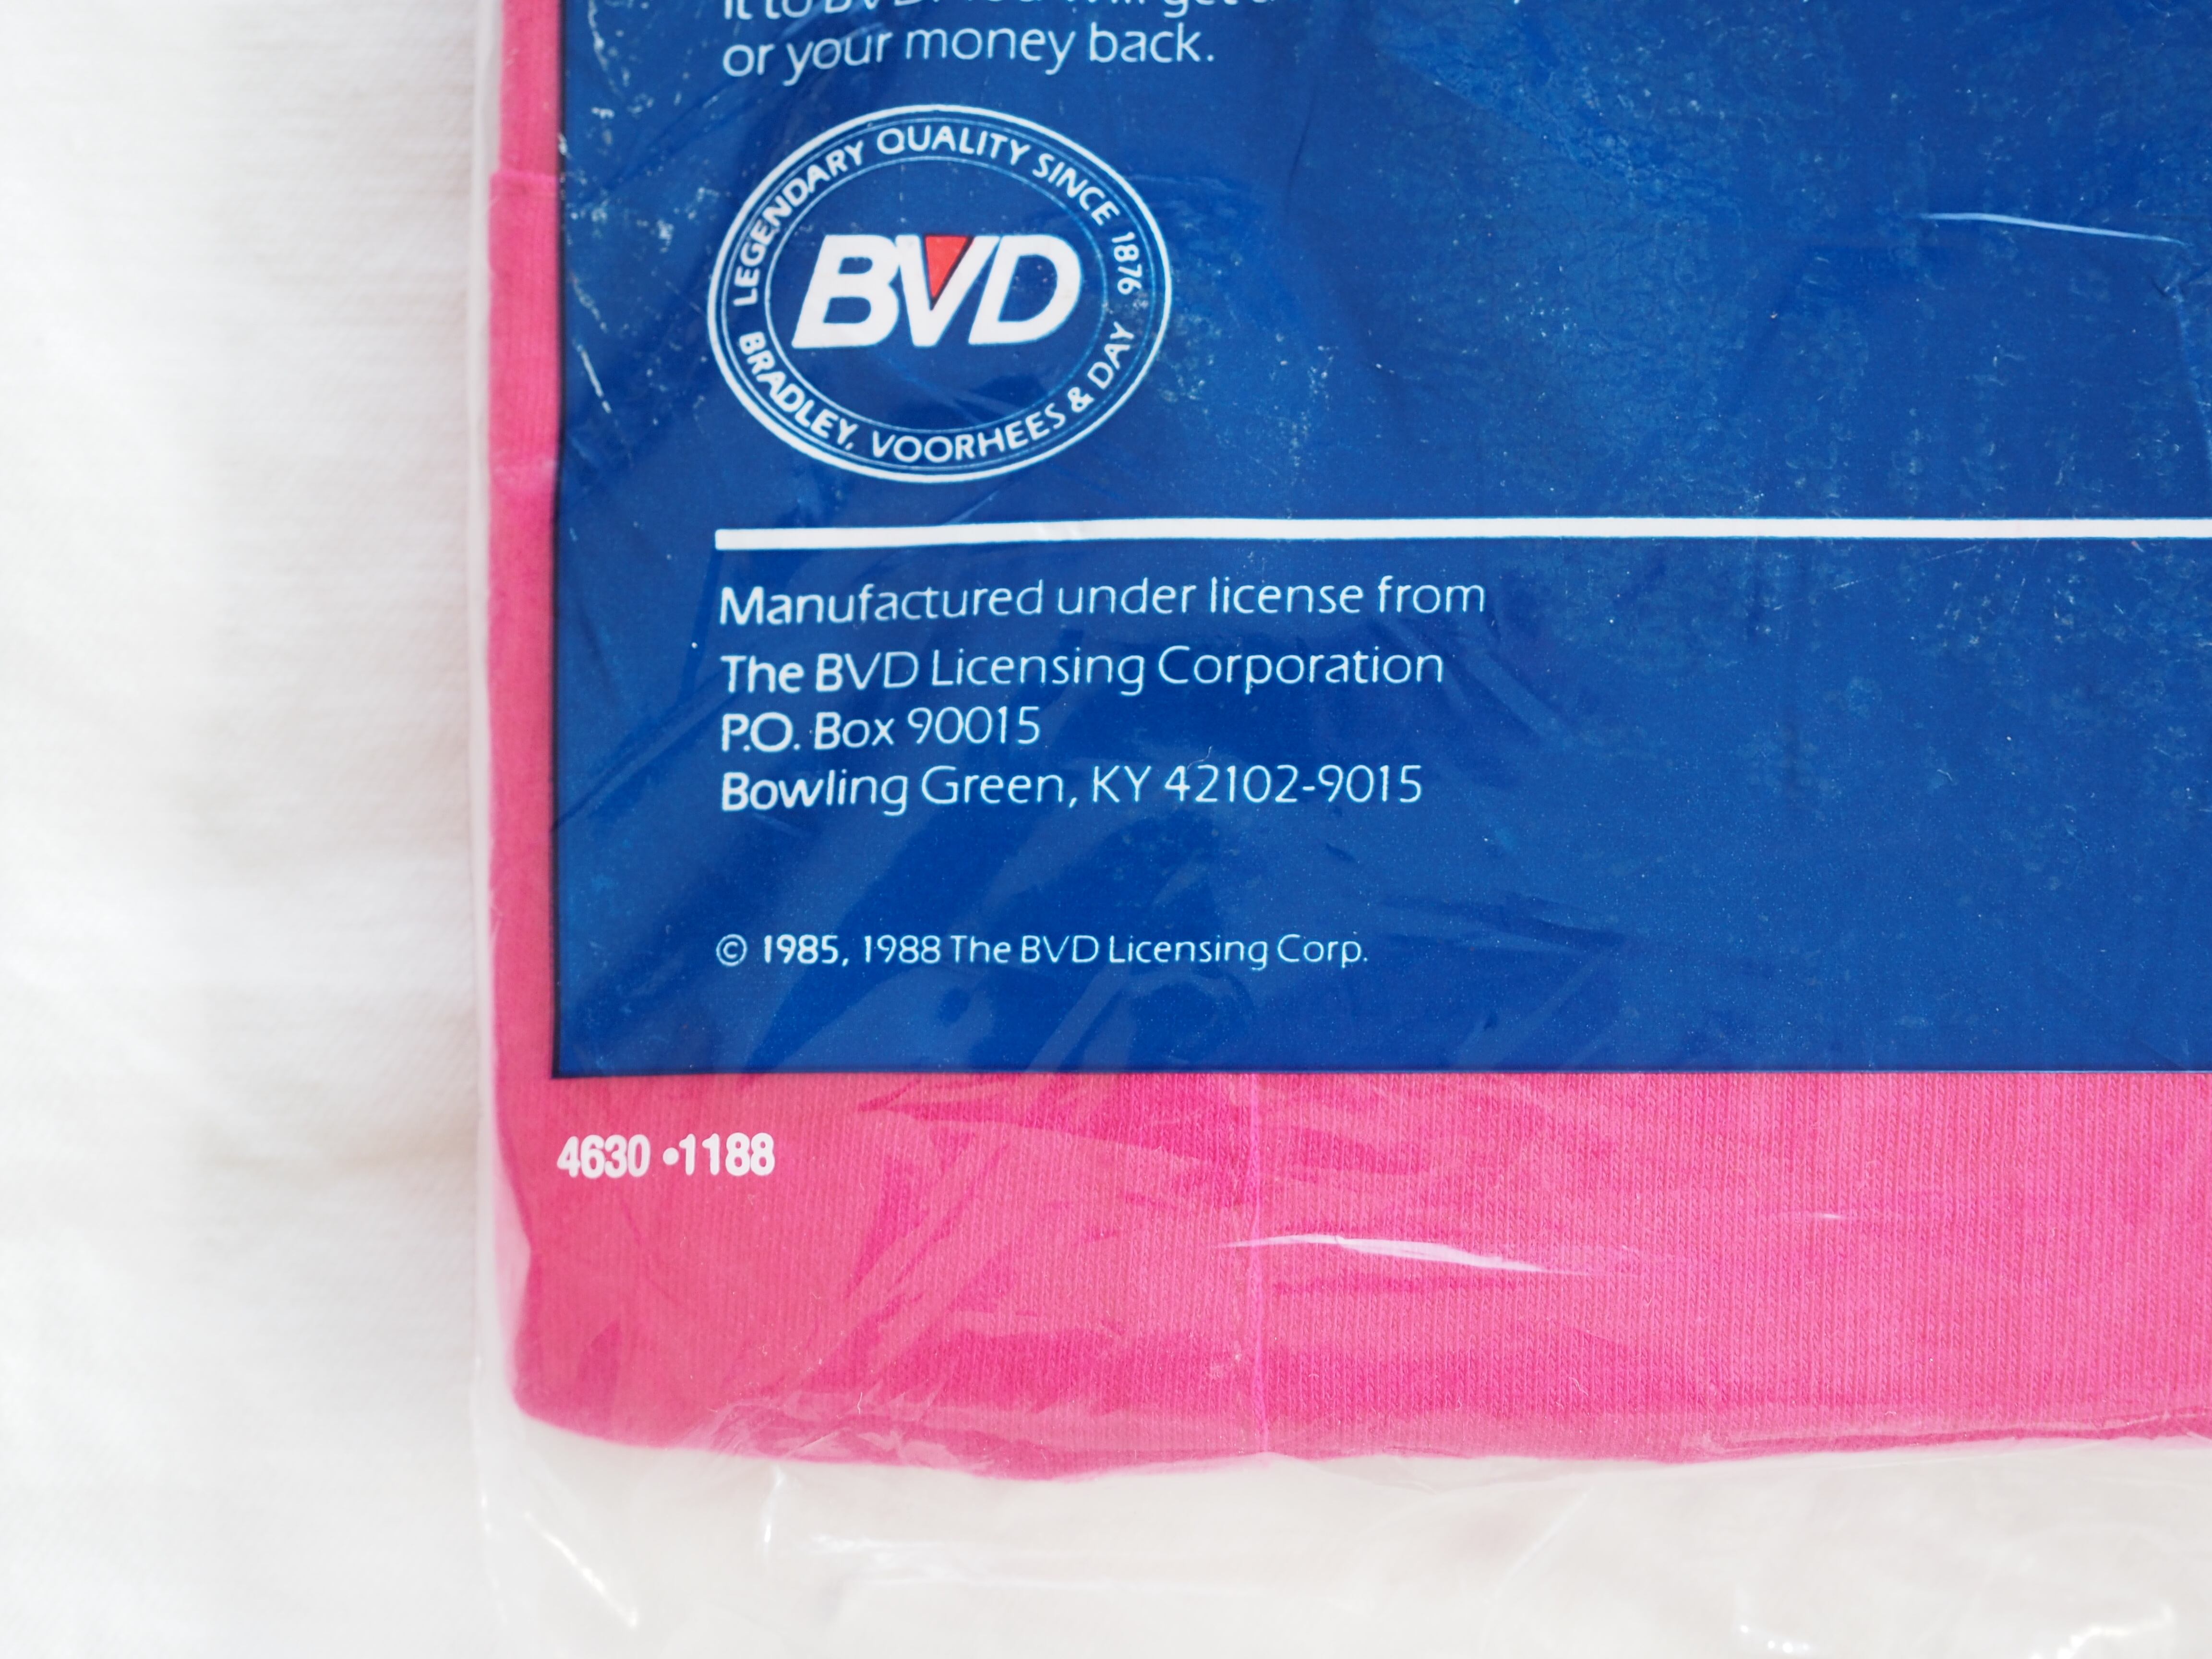 or your money back.
LEGENDARY QUALITY SINCE 1876
BVD
BRADLEY, VOORHEES & DAY
Manufactured under license from
The BVD Licensing Corporation
P.O. Box 90015
Bowling Green, KY 42102-9015
© 1985, 1988 The BVD Licensing Corp.
4630 •1188